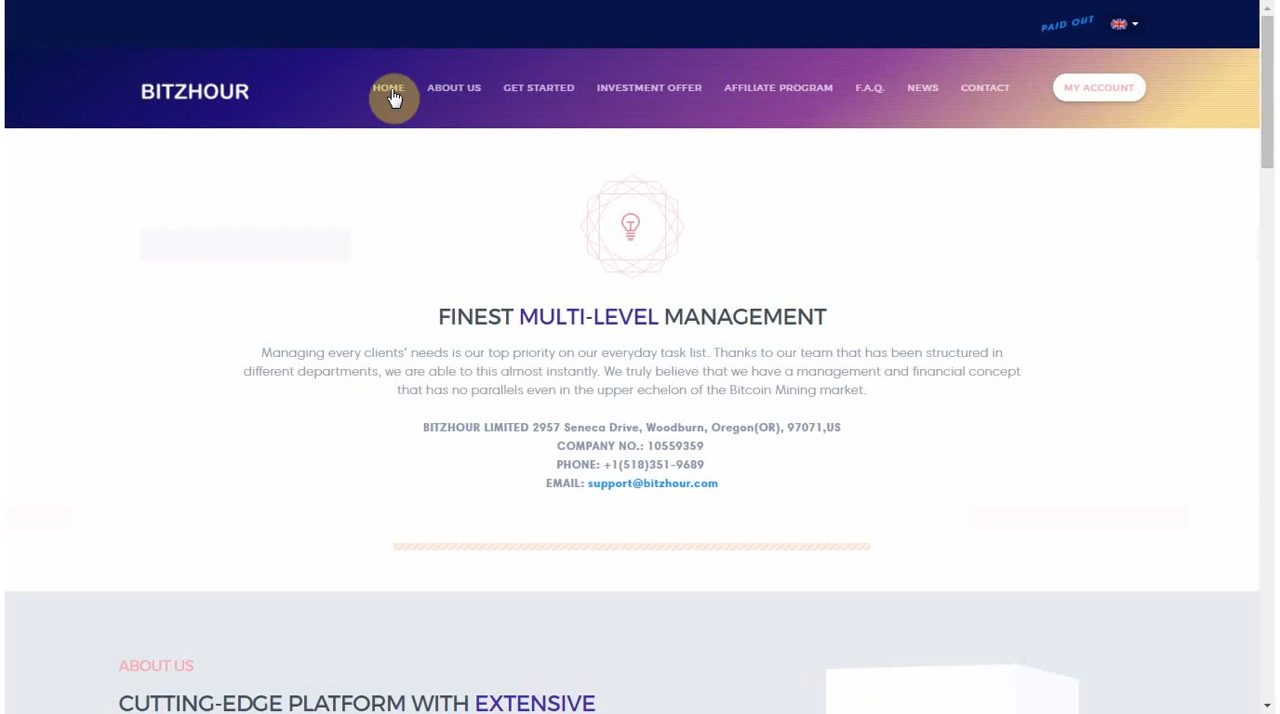 PAID OUT
BITZHOUR
HOME ABOUT US GET STARTED INVESTMENT OFFER AFFILIATE PROGRAM F.A.Q. NEWS CONTACT MY ACCOUNT
FINEST MULTI-LEVEL MANAGEMENT
Managing every clients' needs is our top priority on our everyday task list. Thanks to our team that has been structured in
different departments, we are able to this almost instantly. We truly believe that we have a management and financial concept
that has no parallels even in the upper echelon of the Bitcoin Mining market.
BITZHOUR LIMITED 2957 Seneca Drive, Woodburn, Oregon(OR), 97071,US
COMPANY NO.: 10559359
PHONE: +1(518)351-9689
EMAIL: support@bitzhour.com
ABOUT US
CUTTING-EDGE PLATFORM WITH EXTENSIVE